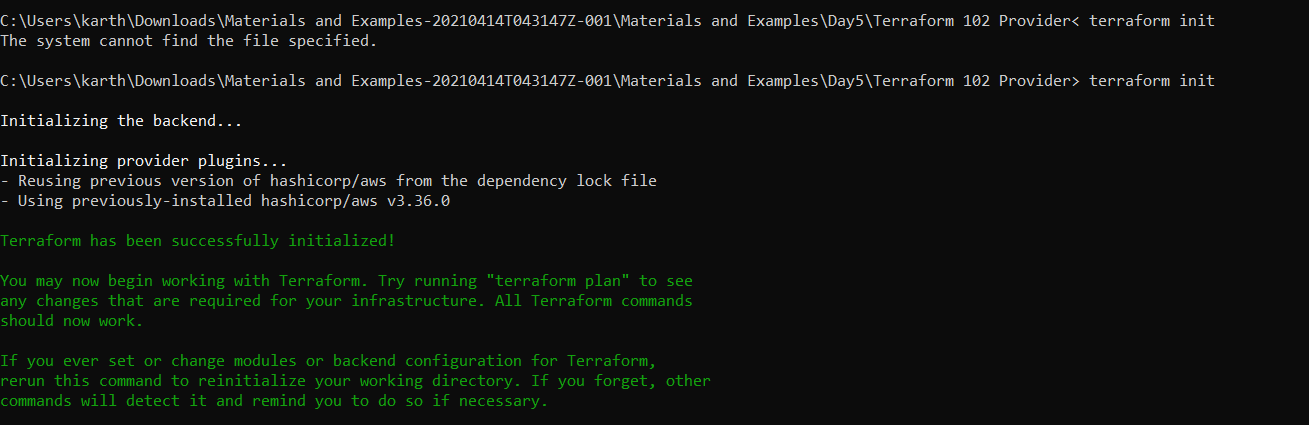 C:\Users\karth\Downloads\Materials and Examples-20210414T043147Z-001\Materials and Examples\Day5\Terraform 102 Provider< terraform init
The system cannot find the file specified.
C:\Users\karth\Downloads\Materials and Examples-20210414T043147Z-001\Materials and Examples\Day5\Terraform 102 Provider> terraform init
Initializing the backend...
Initializing provider plugins...
- Reusing previous version of hashicorp/aws from the dependency lock file
- Using previously-installed hashicorp/aws v3.36.0
Terraform has been successfully initialized!
You may now begin working with Terraform. Try running "terraform plan" to see
any changes that are required for your infrastructure. All Terraform commands
should now work.
If you ever set or change modules or backend configuration for Terraform,
rerun this command to reinitialize your working directory. If you forget, other
commands will detect it and remind you to do so if necessary.